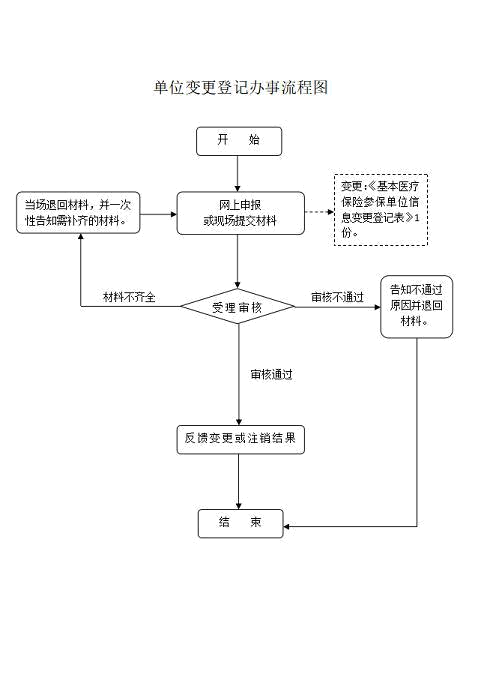 单位变更登记办事流程图
开 始
当场退回材料，并一次
性告知需补齐的材料。
网上申报
或现场提交材料
变更：《基本医疗
保险参保单位信
息变更登记表》1
份。
材料不齐全
受理审核
审核不通过
告知不通过
原因并退回
材料。
审核通过
反馈变更或注销结果
结 束